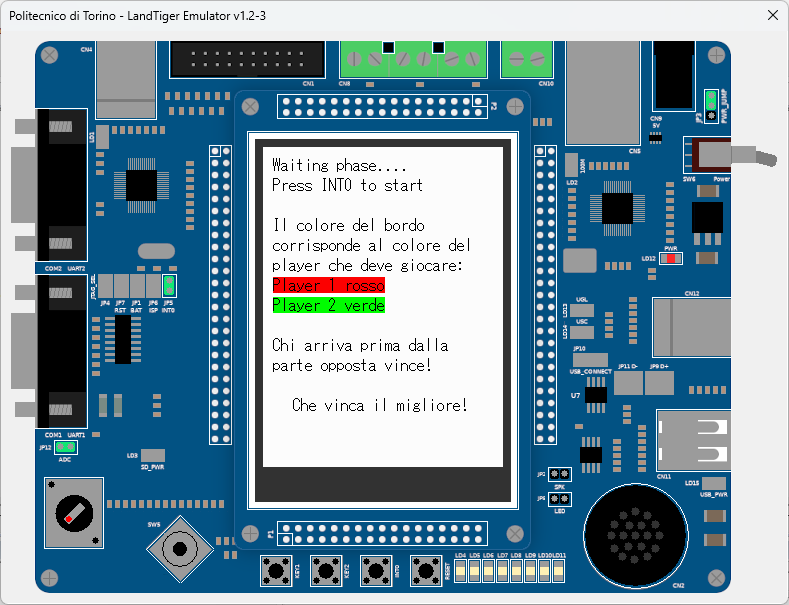 Politecnico di Torino - LandTiger Emulator v1.2-3
CN4
CN1
CN8
CN10
P2
JP3
PWR_JUMP
CN9
5V
CN5
LD1
LD2
100M
SW6
Power
PWR
LD12
COM2 UART2
JTAG_SEL
JP4 JP7 JP1 JP6 JP5
RST BAT ISP INT0
Waiting phase....
Press INT0 to start
Il colore del bordo
corrisponde al colore del
player che deve giocare:
Player 1 rosso
Player 2 verde
Chi arriva prima dalla
parte opposta vince!
Che vinca il migliore!
CN12
UGL
LD13
USC
LD14
JP10
USB_CONNECT
JP11 D- JP9 D+
U7
COM1 UART1
JP12
ADC
LD3
SD_PWR
CN11
JP2
SPK
LED
LD15
USB_PWR
SW5
P1
KEY1
KEY2
INT0
RESET
LD4 LD5 LD6 LD7 LD8 LD9 LD10 LD11
CN2